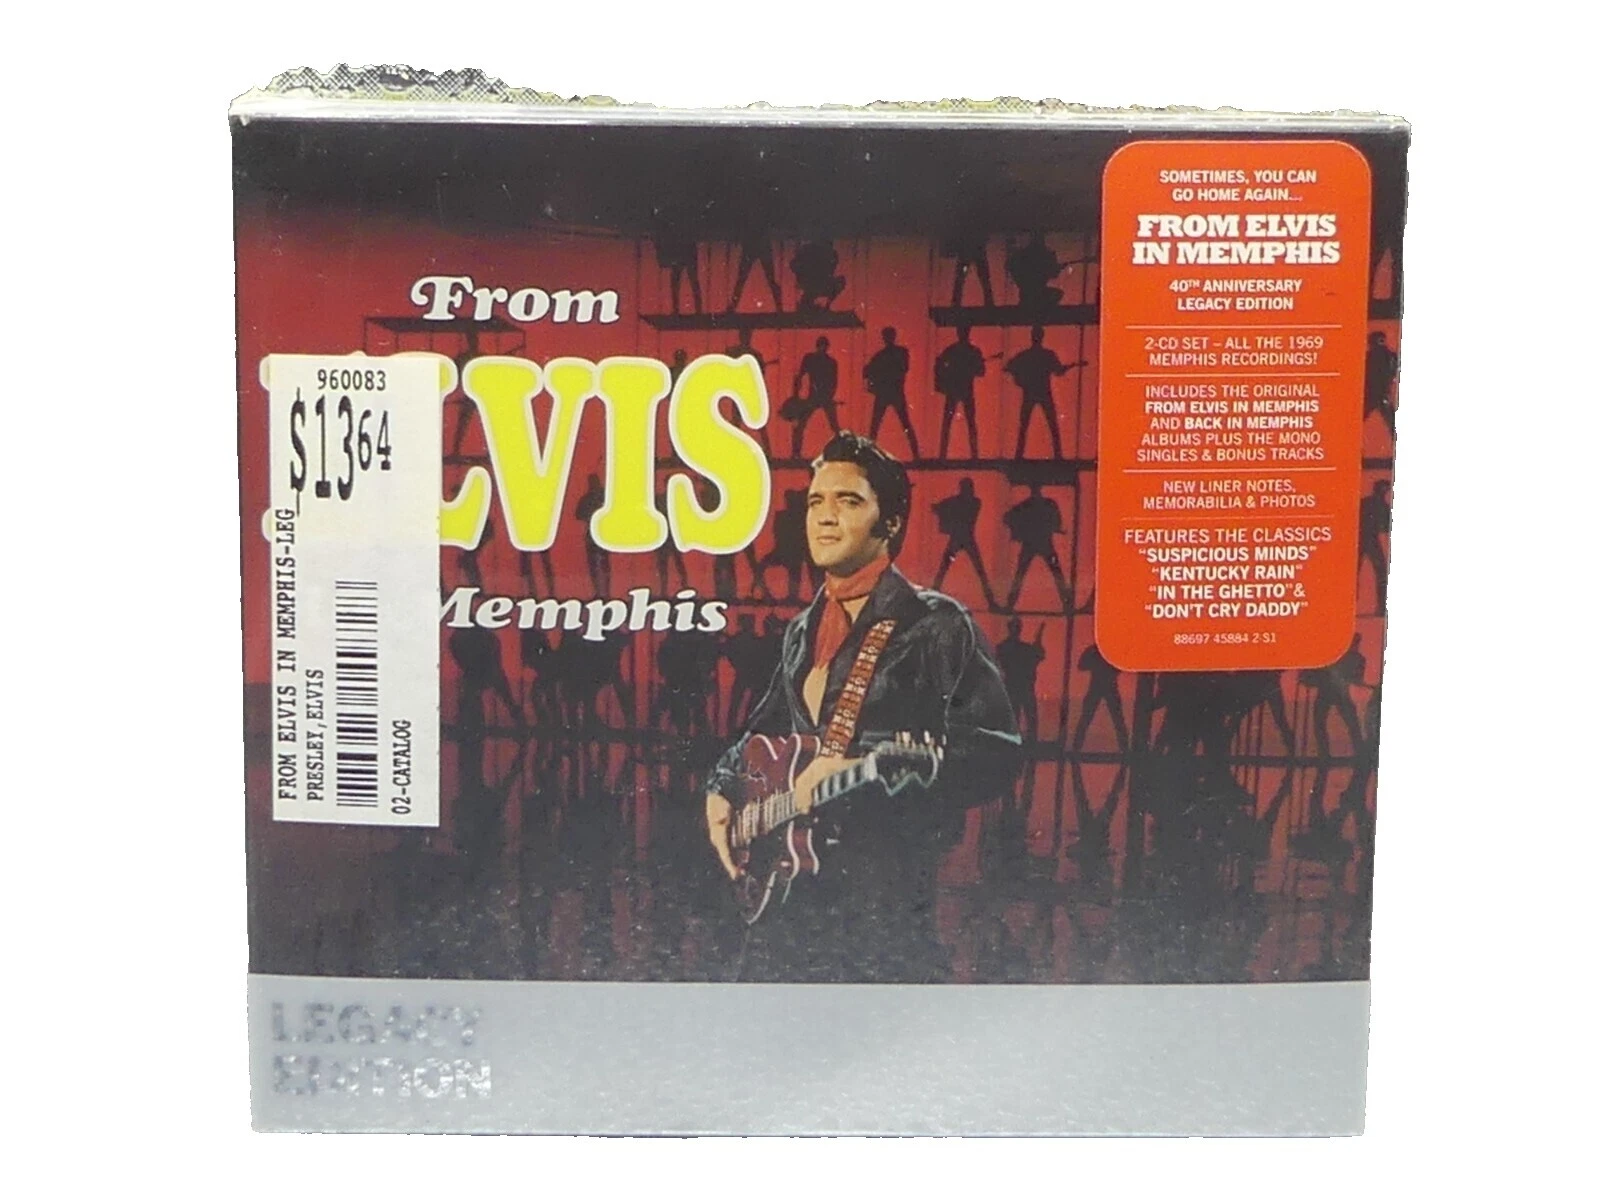 From
ELVIS
Memphis
960083
$13.64
FROM ELVIS IN MEMPHIS-LEG
PRESLEY,ELVIS
02-CATALOG
SOMETIMES, YOU CAN
GO HOME AGAIN...
FROM ELVIS
IN MEMPHIS
40TH ANNIVERSARY
LEGACY EDITION
2-CD SET – ALL THE 1969
MEMPHIS RECORDINGS!
INCLUDES THE ORIGINAL
FROM ELVIS IN MEMPHIS
AND BACK IN MEMPHIS
ALBUMS PLUS THE MONO
SINGLES & BONUS TRACKS
NEW LINER NOTES,
MEMORABILIA & PHOTOS
FEATURES THE CLASSICS
"SUSPICIOUS MINDS"
"KENTUCKY RAIN"
"IN THE GHETTO" &
"DON'T CRY DADDY"
88697 45884 2 S1
LEGACY
EDITION